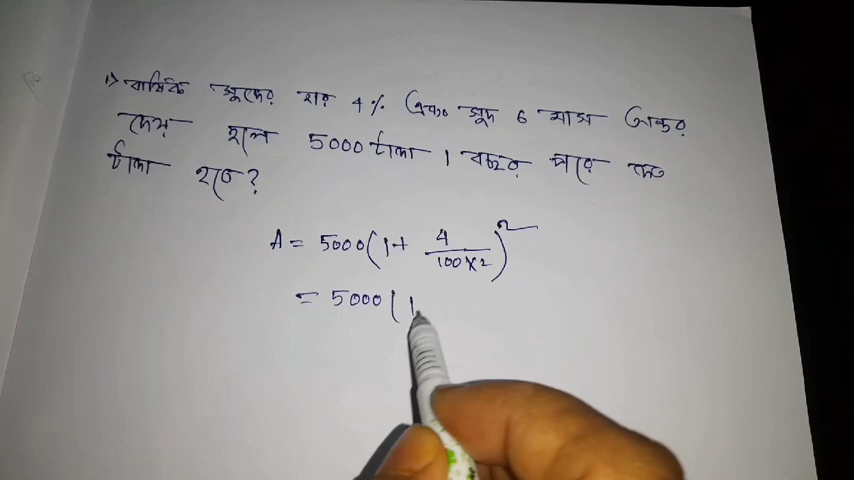 1> বার্ষিক সুদের হার 4% এবং সুদ 6 মাস অন্তর
দেয় হলে 5000 টাকা 1 বছর পরে কত
টাকা হবে?
A = 5000(1+ 4/100×2)²
= 5000(1